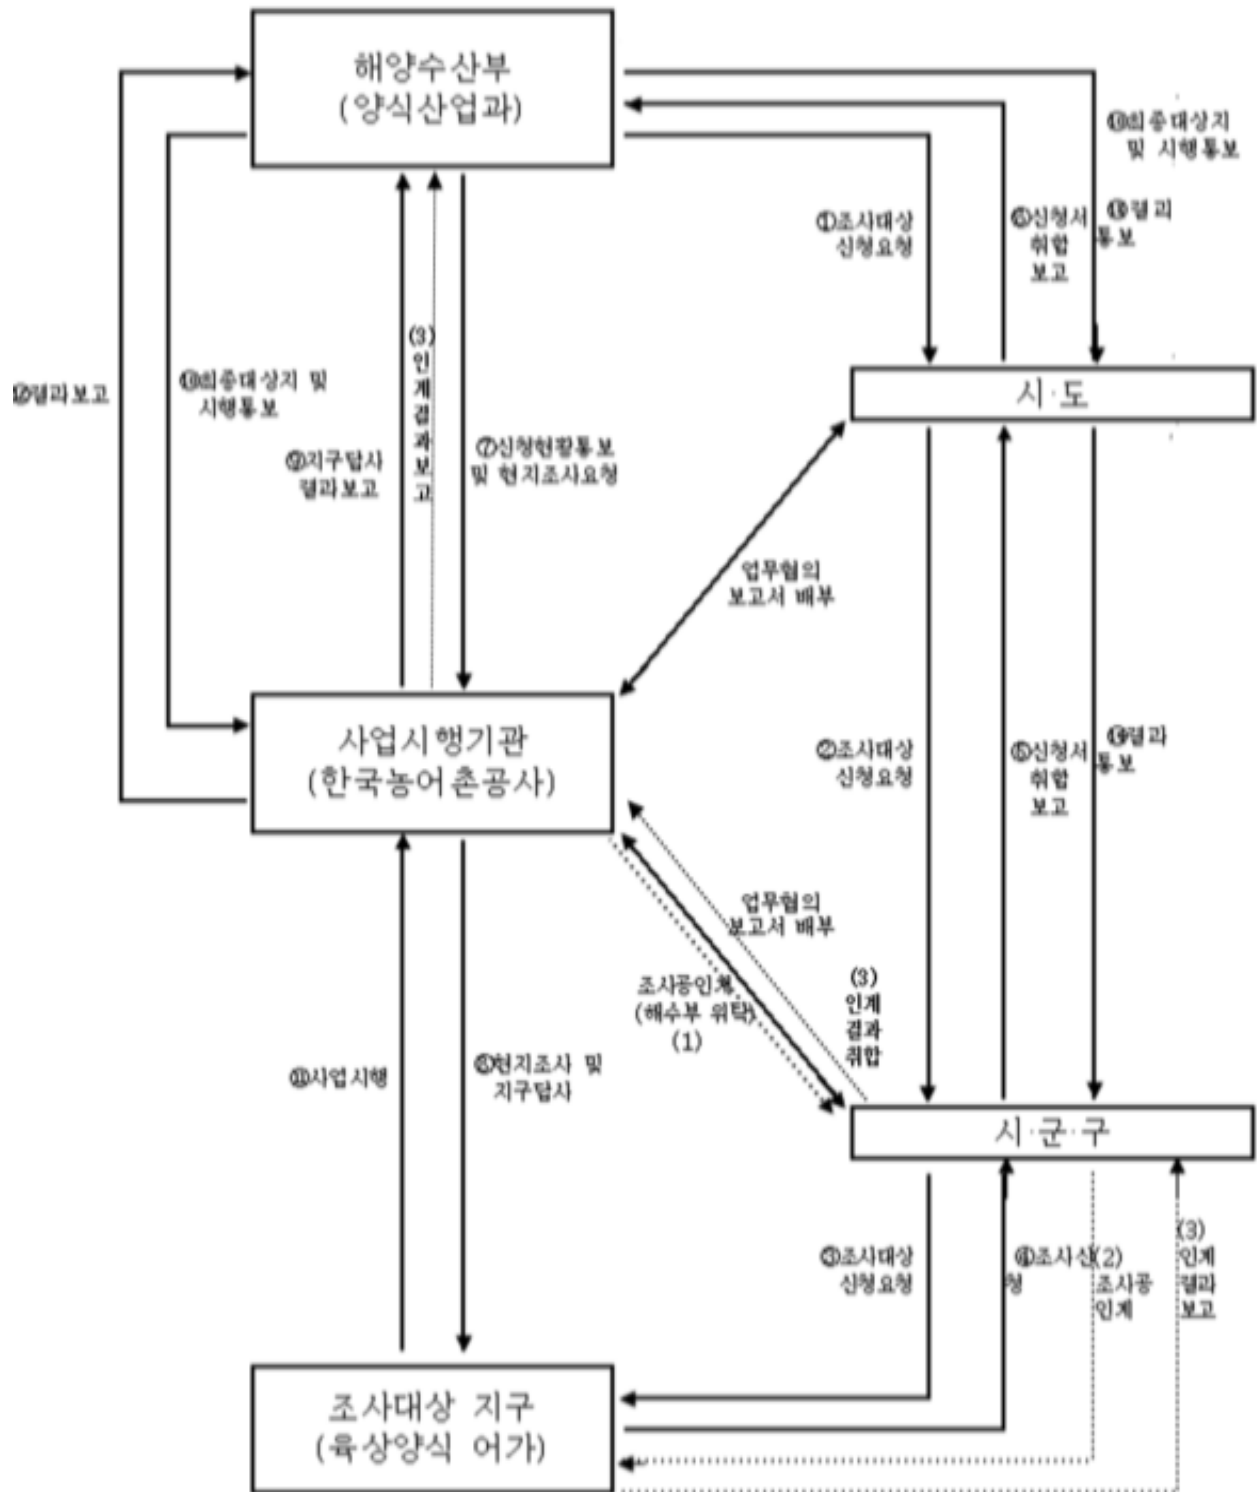 해양수산부
(양식산업과)
⑩최종대상지
및 시행통보
①조사대상
신청요청
⑥신청서
취합
보고
통보
시·도
결과보고
⑩최종대상지 및
시행통보
(3)
인
계
결
과
보
고
⑨지구답사
결과보고
⑦신청현황통보
및 현지조사요청
업무협의
보고서 배부
사업시행기관
(한국농어촌공사)
②조사대상
신청요청
⑤신청서
취합
보고
결과
통보
업무협의
보고서 배부
조사공인계
(해수부 위탁)
(1)
(3)
인계
결과
취합
⑪사업시행
⑧현지조사 및
지구답사
시·군·구
③조사대상
신청요청
④조사신
청
(2)
조사공
인계
(3)
인계
결과
보고
조사대상 지구
(육상양식 어가)